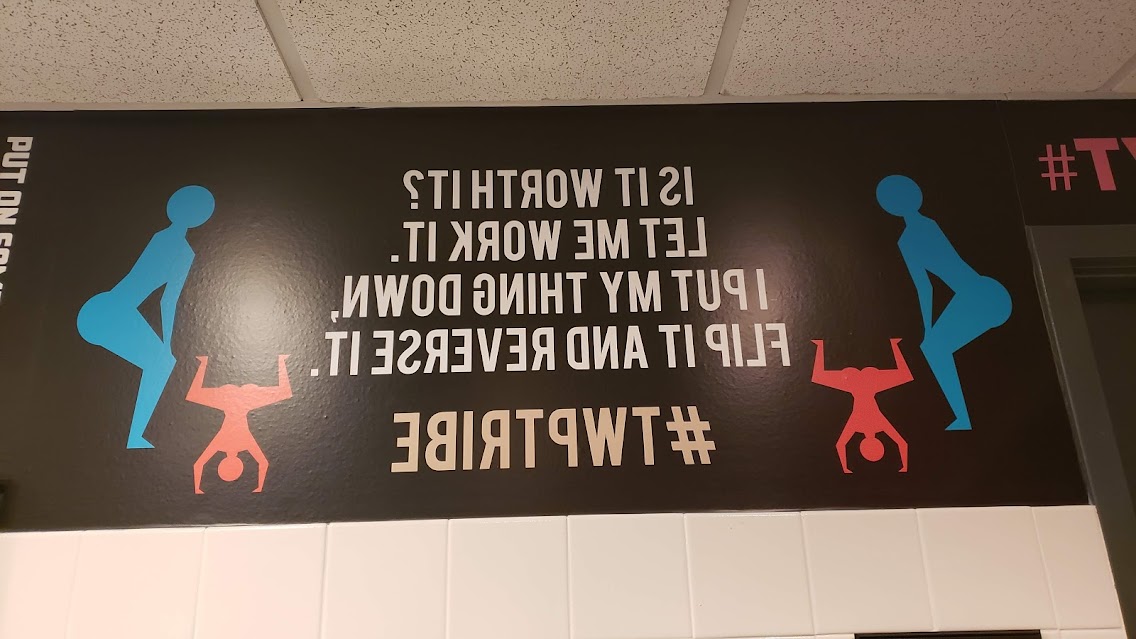 IS IT WORTH IT?
LET ME WORK IT.
I PUT MY THING DOWN,
FLIP IT AND REVERSE IT.
#TWPTRIBE
PUT ON
#T